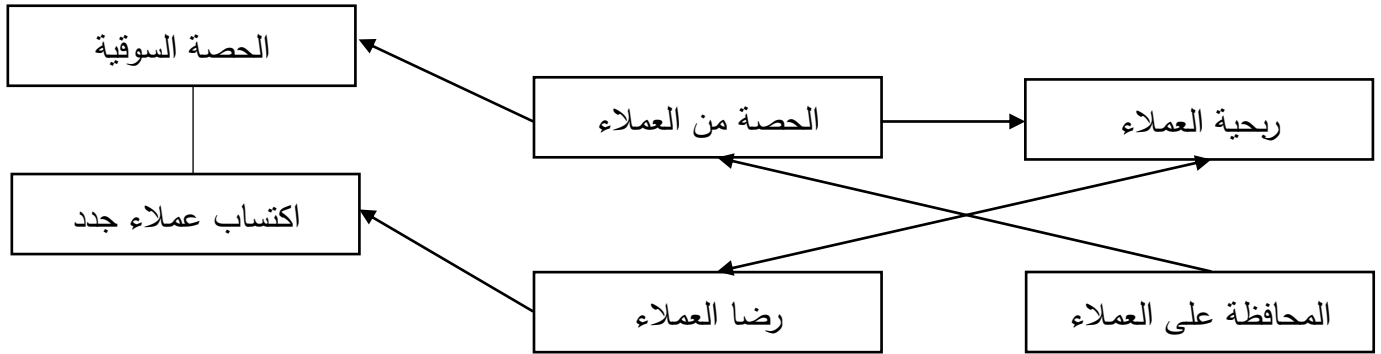 الحصة السوقية
الحصة من العملاء
ربحية العملاء
اكتساب عملاء جدد
رضا العملاء
المحافظة على العملاء